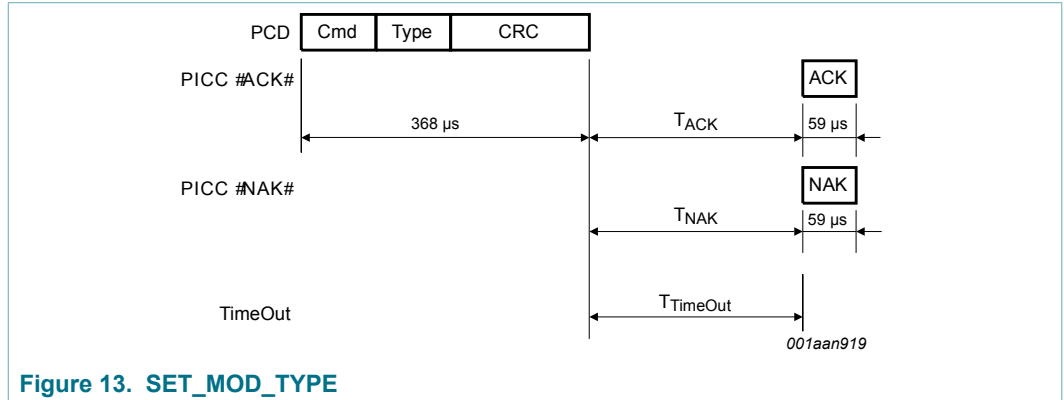 PCD Cmd Type CRC
PICC #ACK# ACK
368 µs TACK 59 µs
PICC #NAK# NAK
TNAK 59 µs
TimeOut TTimeOut
001aan919
Figure 13. SET_MOD_TYPE